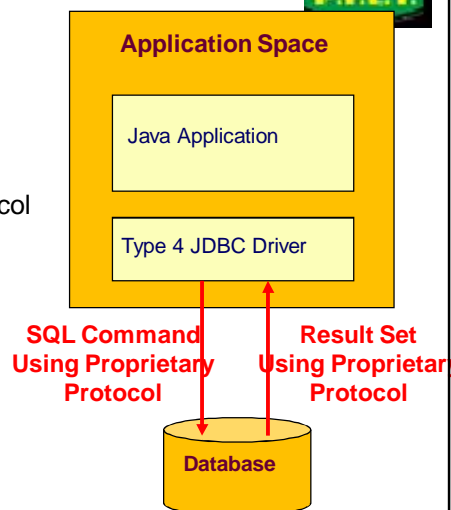 Application Space
Java Application
col
Type 4 JDBC Driver
SQL Command
Using Proprietary
Protocol
Result Set
Using Proprietary
Protocol
Database